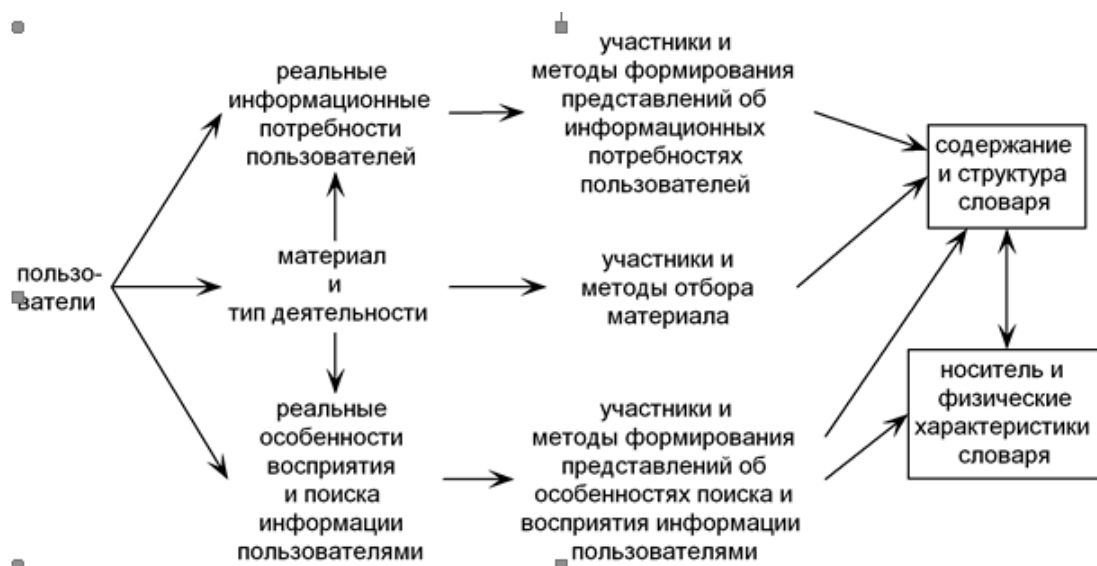 пользо-
ватели
реальные
информационные
потребности
пользователей
материал
и
тип деятельности
реальные
особенности
восприятия
и поиска
информации
пользователями
участники и
методы формирования
представлений об
информационных
потребностях
пользователей
участники и
методы отбора
материала
участники и
методы формирования
представлений об
особенностях поиска и
восприятия информации
пользователями
содержание
и структура
словаря
носитель и
физические
характеристики
словаря